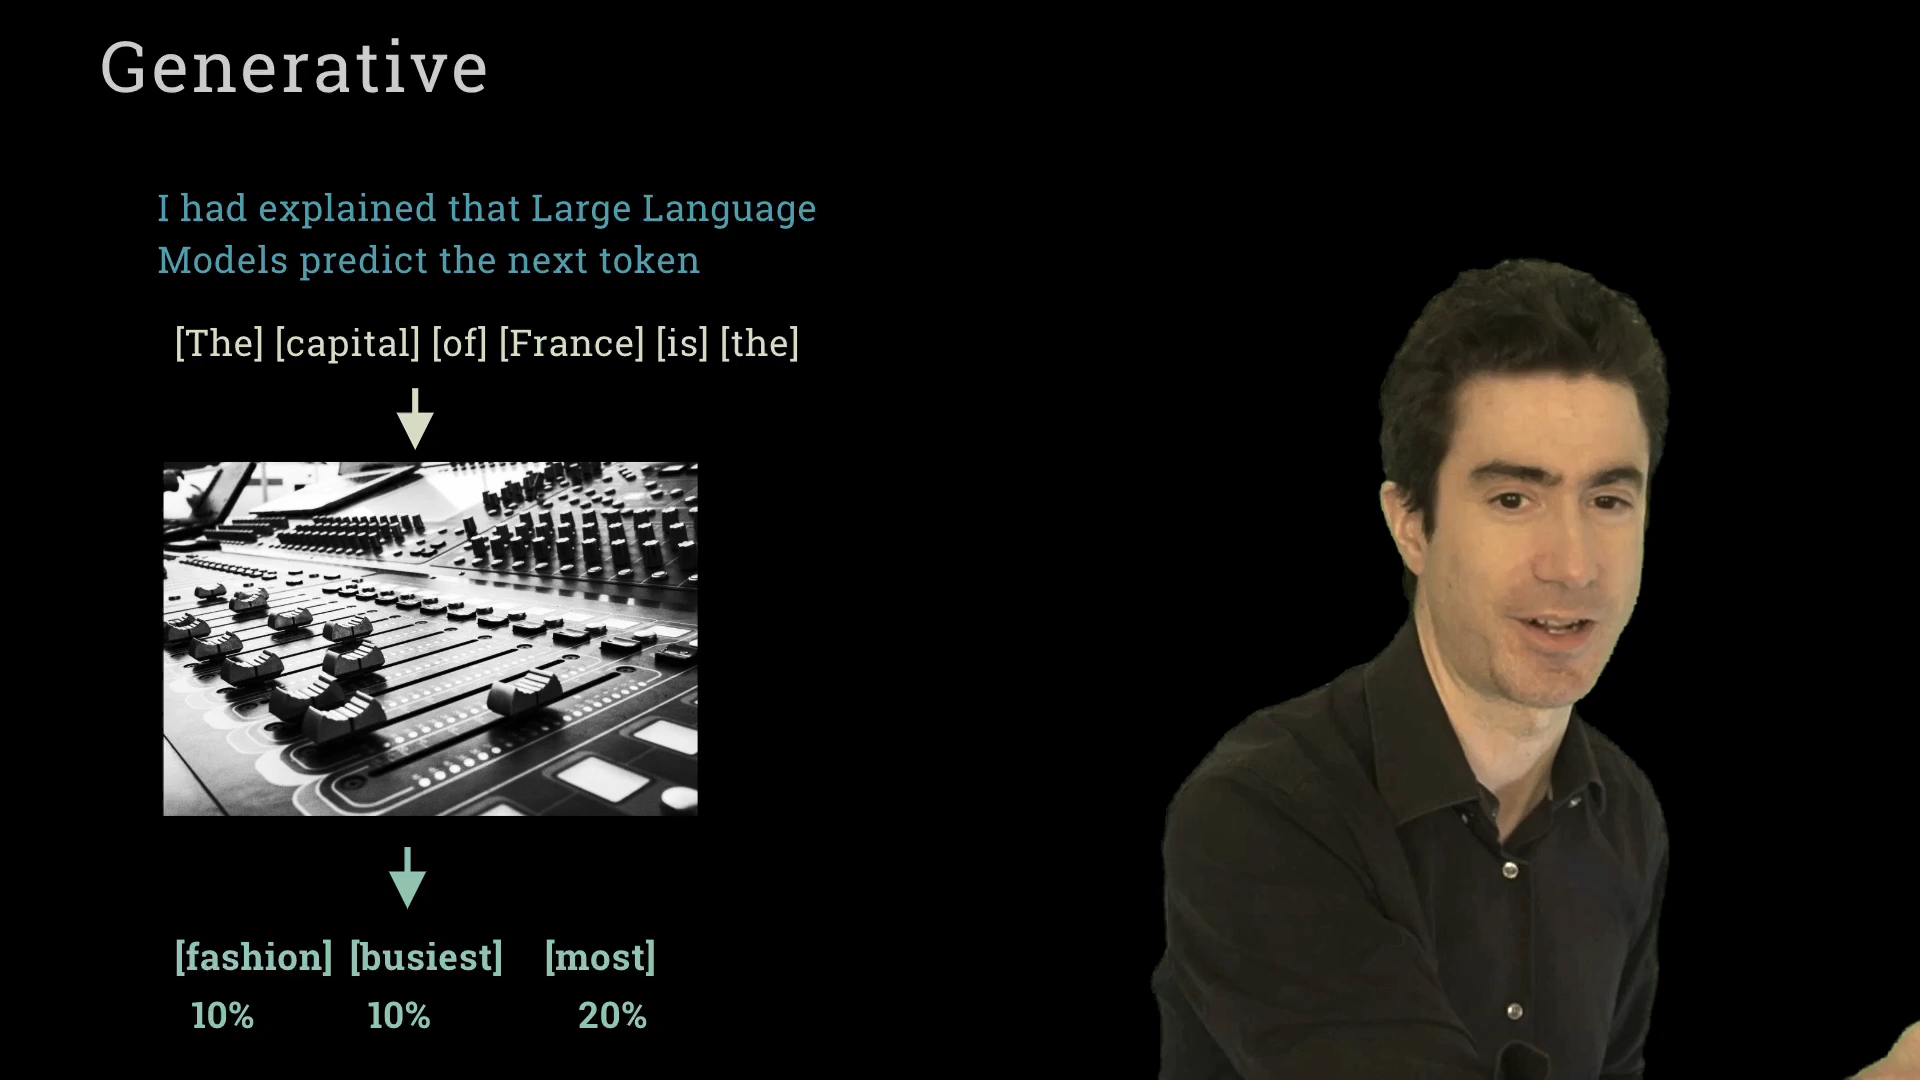 Generative
I had explained that Large Language
Models predict the next token
[The] [capital] [of] [France] [is] [the]
[fashion] [busiest] [most]
10% 10% 20%